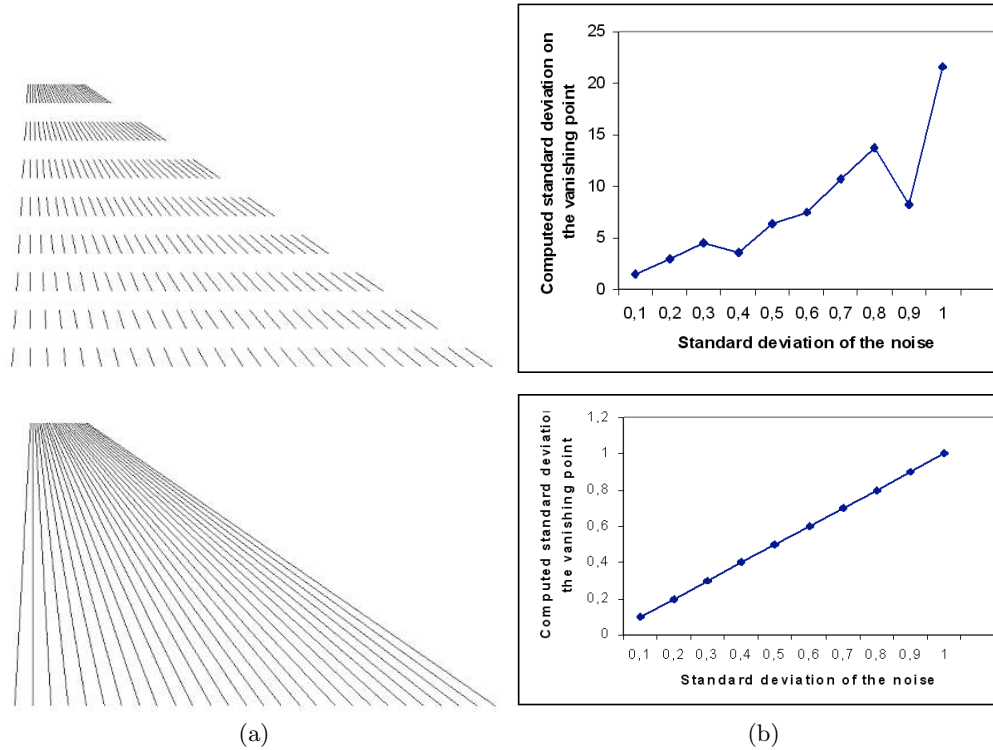 25
20
15
10
5
0
Computed standard deviation on
the vanishing point
0,1 0,2 0,3 0,4 0,5 0,6 0,7 0,8 0,9 1
Standard deviation of the noise
1,2
1
0,8
0,6
0,4
0,2
0
Computed standard deviation
the vanishing point
0,1 0,2 0,3 0,4 0,5 0,6 0,7 0,8 0,9 1
Standard deviation of the noise
(a)
(b)